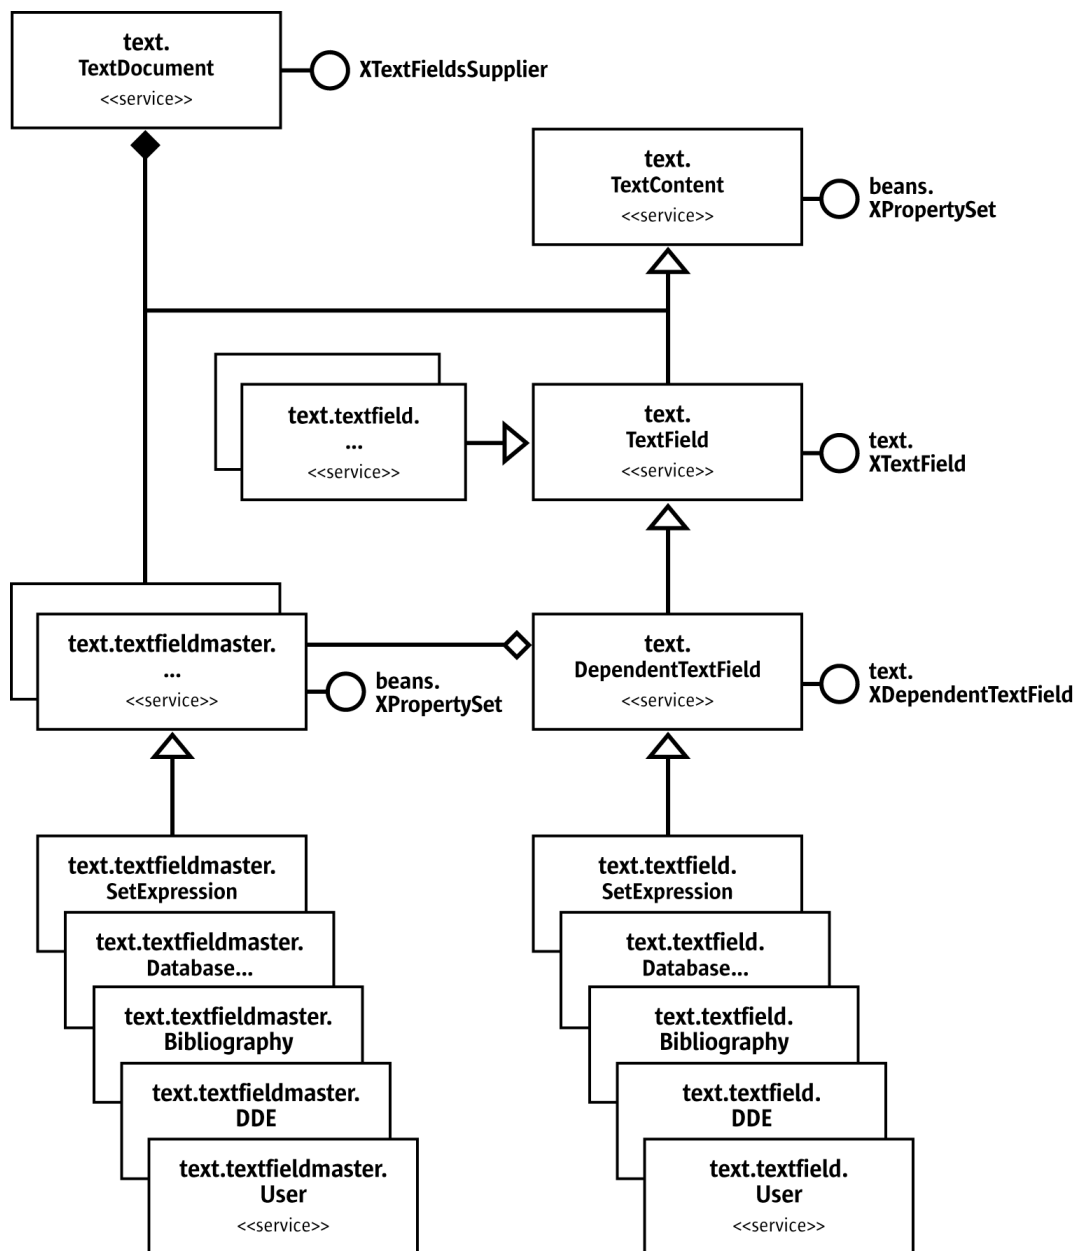 text.
TextDocument
<<service>>
XTextFieldsSupplier
text.
TextContent
<<service>>
beans.
XPropertySet
text.textfield.
...
<<service>>
text.
TextField
<<service>>
text.
XTextField
text.textfieldmaster.
...
<<service>>
beans.
XPropertySet
text.
DependentTextField
<<service>>
text.
XDependentTextField
text.textfieldmaster.
SetExpression
text.textfieldmaster.
Database...
text.textfieldmaster.
Bibliography
text.textfieldmaster.
DDE
text.textfieldmaster.
User
<<service>>
text.textfield.
SetExpression
text.textfield.
Database...
text.textfield.
Bibliography
text.textfield.
DDE
text.textfield.
User
<<service>>